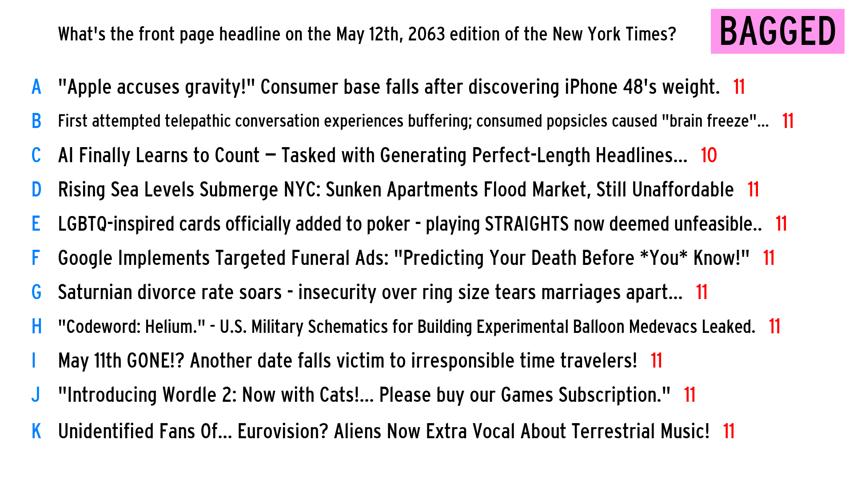 What's the front page headline on the May 12th, 2063 edition of the New York Times? BAGGED
A "Apple accuses gravity!" Consumer base falls after discovering iPhone 48's weight. 11
B First attempted telepathic conversation experiences buffering; consumed popsicles caused "brain freeze"... 11
C AI Finally Learns to Count – Tasked with Generating Perfect-Length Headlines... 10
D Rising Sea Levels Submerge NYC: Sunken Apartments Flood Market, Still Unaffordable 11
E LGBTQ-inspired cards officially added to poker - playing STRAIGHTS now deemed unfeasible.. 11
F Google Implements Targeted Funeral Ads: "Predicting Your Death Before *You* Know!" 11
G Saturnian divorce rate soars - insecurity over ring size tears marriages apart... 11
H "Codeword: Helium." - U.S. Military Schematics for Building Experimental Balloon Medevacs Leaked. 11
I May 11th GONE!? Another date falls victim to irresponsible time travelers! 11
J "Introducing Wordle 2: Now with Cats!... Please buy our Games Subscription." 11
K Unidentified Fans Of... Eurovision? Aliens Now Extra Vocal About Terrestrial Music! 11